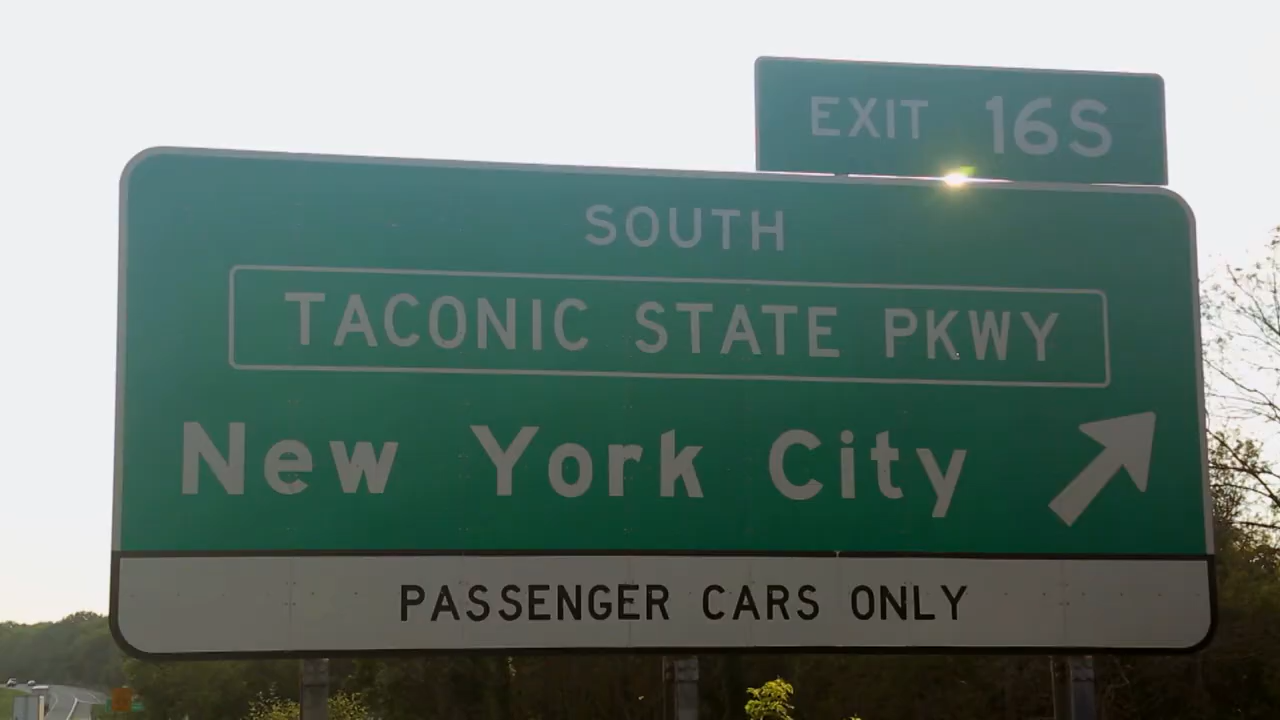 EXIT 16S
SOUTH
TACONIC STATE PKWY
New York City
PASSENGER CARS ONLY